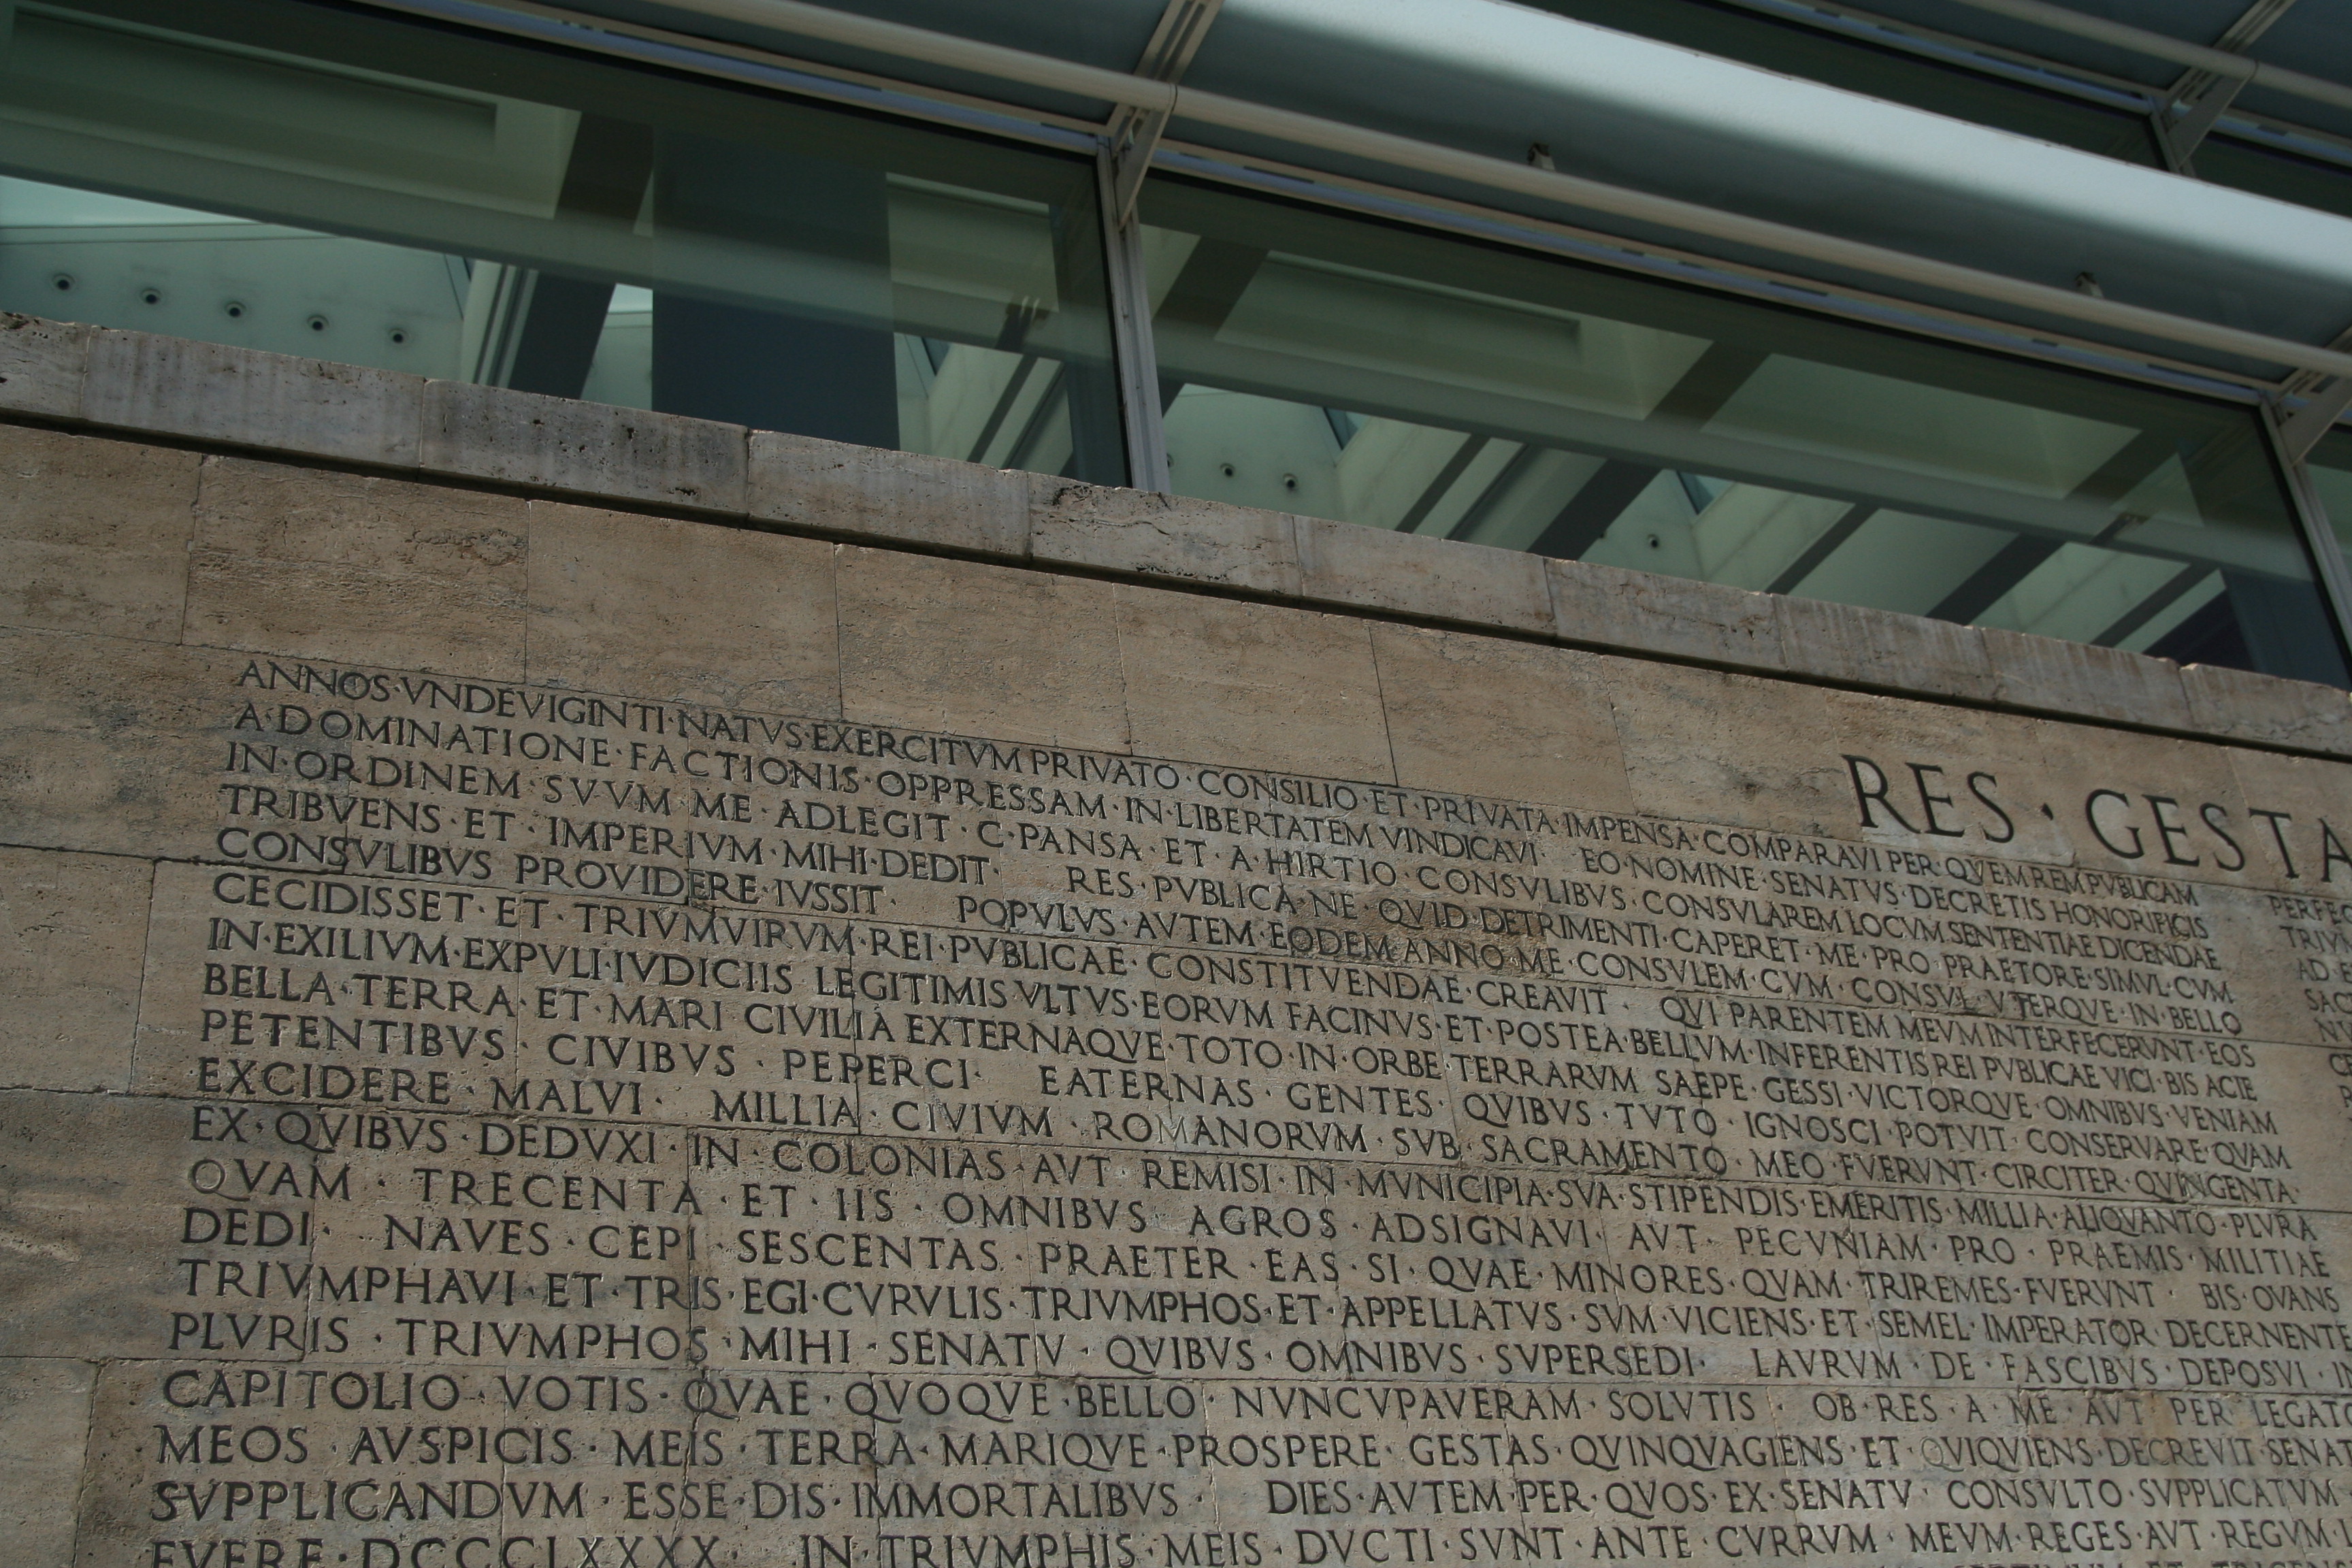 RES · GESTA
ANNOS · VNDEVIGINTI · NATVS · EXERCITVM PRIVATO · CONSILIO · ET · PRIVATA · IMPENSA · COMPARAVI PER · QVEM REM PVBLICAM
A · DOMINATIONE · FACTIONIS · OPPRESSAM · IN · LIBERTATEM VINDICAVI · EO · NOMINE · SENATVS · DECRETIS HONORIFICIS
IN · ORDINEM · SVVM · ME · ADLEGIT · C · PANSA · ET · A · HIRTIO · CONSVLIBVS · CONSVLAREM LOCVM SENTENTIAE DICENDAE
TRIBVENS · ET · IMPERIVM · MIHI · DEDIT · RES · PVBLICA · NE · QVID · DETRIMENTI · CAPERET · ME · PRO · PRAETORE · SIMVL · CVM
CONSVLIBVS PROVIDERE · IVSSIT · POPVLVS · AVTEM · EODEM · ANNO · ME · CONSVLEM · CVM · CONSVL · VTERQVE · IN · BELLO
CECIDISSET · ET · TRIVMVIRVM · REI · PVBLICAE · CONSTITVENDAE · CREAVIT · QVI PARENTEM MEVM INTERFECERVNT · EOS
IN · EXILIVM · EXPVLI · IVDICIIS LEGITIMIS VLTVS · EORVM FACINVS · ET · POSTEA · BELLVM · INFERENTIS REI PVBLICAE VICI · BIS ACIE
BELLA · TERRA · ET · MARI CIVILIA EXTERNAQVE · TOTO · IN · ORBE · TERRARVM SAEPE · GESSI · VICTORQVE · OMNIBVS · VENIAM
PETENTIBVS · CIVIBVS · PEPERCI · EATERNAS · GENTES · QVIBVS · TVTO · IGNOSCI · POTVIT · CONSERVARE · QVAM
EXCIDERE · MALVI · MILLIA · CIVIVM · ROMANORVM · SVB · SACRAMENTO · MEO · FVERVNT · CIRCITER · QVINGENTA ·
EX · QVIBVS · DEDVXI · IN · COLONIAS · AVT · REMISI · IN · MVNICIPIA · SVA · STIPENDIS · EMERITIS · MILLIA · ALIQVANTO · PLVRA
QVAM · TRECENTA · ET · IIS · OMNIBVS · AGROS · ADSIGNAVI · AVT · PECVNIAM · PRO · PRAEMIS · MILITIAE
DEDI · NAVES · CEPI · SESCENTAS · PRAETER · EAS · SI · QVAE · MINORES · QVAM · TRIREMES · FVERVNT · BIS · OVANS
TRIVMPHAVI · ET · TRIS · EGI · CVRVLIS · TRIVMPHOS · ET · APPELLATVS · SVM · VICIENS · ET · SEMEL · IMPERATOR · DECERNENTE
PLVRIS · TRIVMPHOS · MIHI · SENATV · QVIBVS · OMNIBVS · SVPERSEDI · LAVRVM · DE · FASCIBVS · DEPOSVI · IN
CAPITOLIO · VOTIS · QVAE · QVOQVE · BELLO · NVNCVPAVERAM · SOLVTIS · OB · RES · A · ME · AVT PER LEGATO
MEOS · AVSPICIS · MEIS · TERRA · MARIQVE · PROSPERE · GESTAS · QVINQVAGIENS · ET · QVIQVIENS · DECREVIT · SENAT
SVPPLICANDVM · ESSE · DIS · IMMORTALIBVS · DIES · AVTEM · PER · QVOS · EX · SENATV · CONSVLTO · SVPPLICATVM
FVERE · DCCCLXXXX · IN · TRIVMPHIS · MEIS · DVCTI · SVNT · ANTE · CVRRVM · MEVM · REGES · AVT · REGVM
PERFE
TRIV
AD
SAC